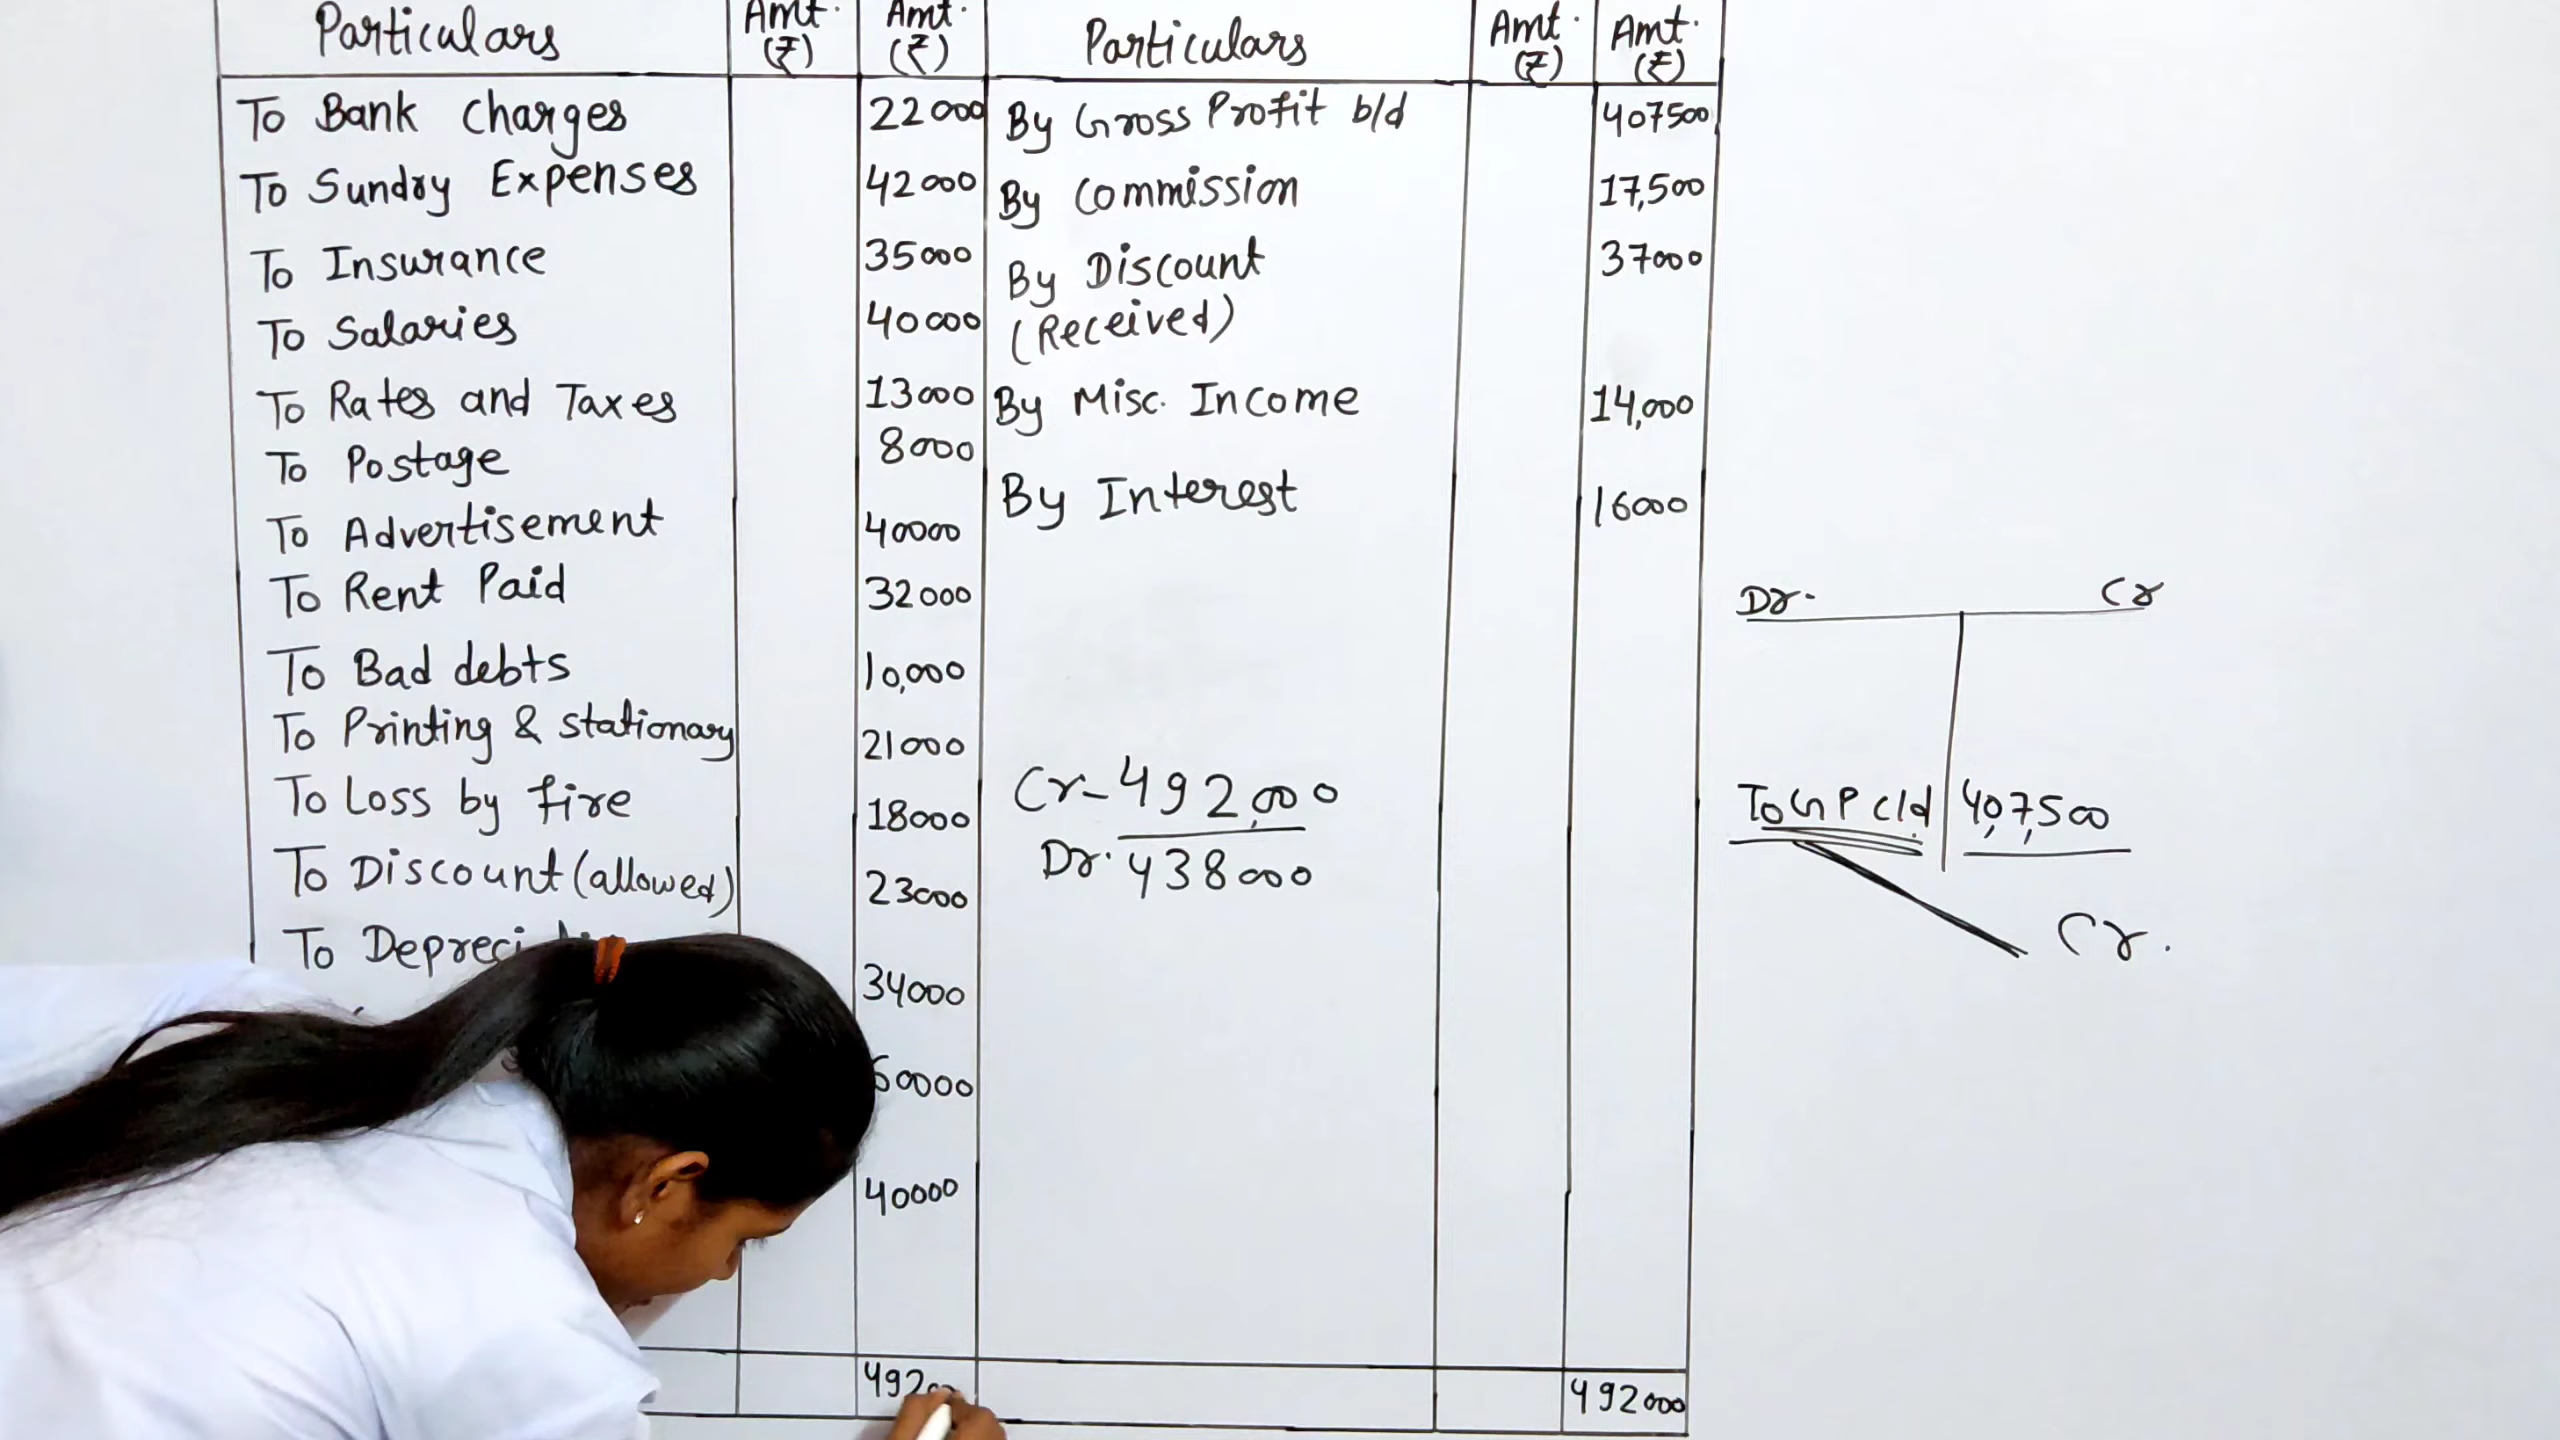 Particulars Amt. (₹) Amt. (₹) Particulars Amt. (₹) Amt. (₹)
To Bank Charges 22000 By Gross Profit b/d 407500
To Sundry Expenses 42000 By Commission 17,500
To Insurance 35000 By Discount 37000
(Received)
To Salaries 40000
To Rates and Taxes 13000 By Misc. Income 14,000
To Postage 8000
By Interest 16000
To Advertisement 40000
To Rent Paid 32000
To Bad debts 10,000
To Printing & Stationary 21000
To Loss by fire 18000
To Discount (allowed) 23000
To 34000
60000
40000
492000
Cr- 492,000
Dr. 438000
Dr. Cr
To GP c/d 40,7,500
Cr.